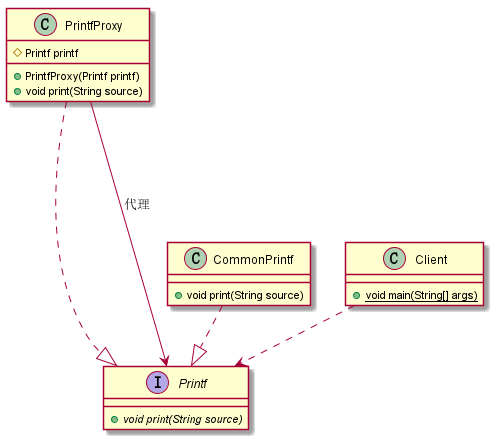 C PrintfProxy
Printf printf
PrintfProxy(Printf printf)
void print(String source)
代理
C CommonPrintf
void print(String source)
C Client
void main(String[] args)
I Printf
void print(String source)